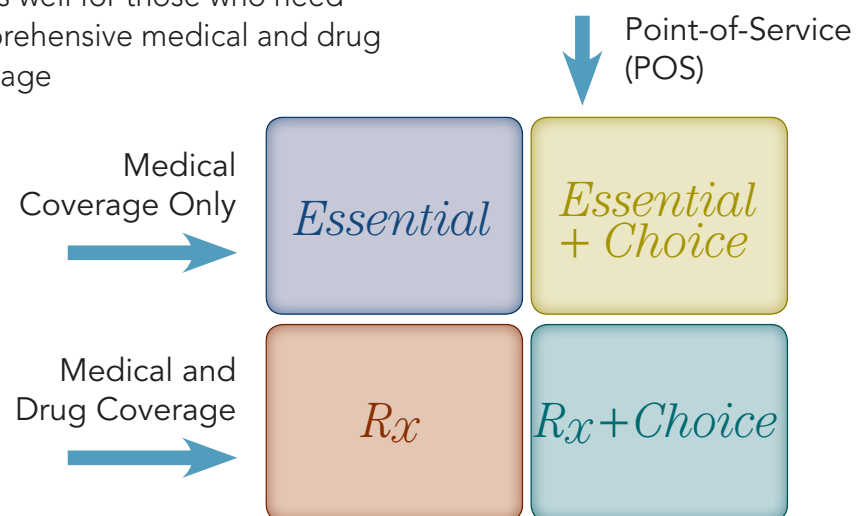 s well for those who need
prehensive medical and drug
age
Point-of-Service
(POS)
Medical
Coverage Only
Essential
Essential
+ Choice
Medical and
Drug Coverage
Rx
Rx+Choice